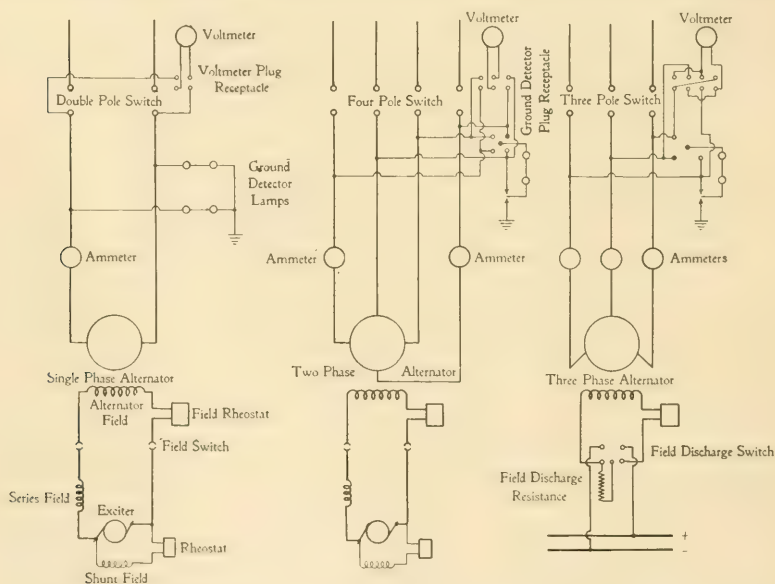 Voltmeter
Voltmeter Plug
Receptacle
Double Pole Switch
Ground
Detector
Lamps
Ammeter
Single Phase Alternator
Alternator
Field
Field Rheostat
Field Switch
Series Field
Exciter
Rheostat
Shunt Field
Voltmeter
Four Pole Switch
Ground Detector
Plug Receptacle
Ammeter
Ammeter
Two Phase Alternator
Voltmeter
Three Pole Switch
Ammeters
Three Phase Alternator
Field Discharge Switch
Field Discharge
Resistance
+
-